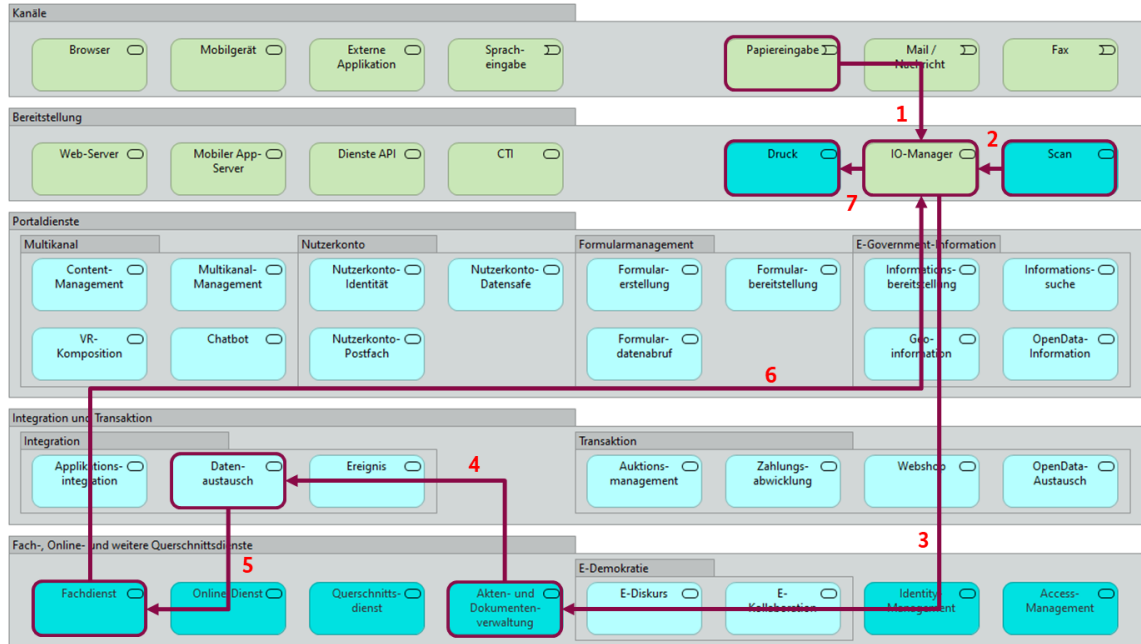 Kanäle
Browser
Mobilgerät
Externe
Applikation
Sprach-
eingabe
Papiereingabe
Mail /
Nachricht
Fax
1
Bereitstellung
Web-Server
Mobiler App-
Server
Dienste API
CTI
Druck
IO-Manager
2
Scan
7
Portaldienste
Multikanal
Nutzerkonto
Formularmanagement
E-Government-Information
Content-
Management
Multikanal-
Management
Nutzerkonto-
Identität
Nutzerkonto-
Datensafe
Formular-
erstellung
Formular-
bereitstellung
Informations-
bereitstellung
Informations-
suche
VR-
Komposition
Chatbot
Nutzerkonto-
Postfach
Formular-
datenabruf
Geo-
information
OpenData-
Information
6
Integration und Transaktion
Integration
Transaktion
Applikations-
integration
Daten-
austausch
Ereignis
4
Auktions-
management
Zahlungs-
abwicklung
Webshop
OpenData-
Austausch
3
Fach-, Online- und weitere Querschnittsdienste
5
E-Demokratie
Fachdienst
Online-Dienst
Querschnitts-
dienst
Akten- und
Dokumenten-
verwaltung
E-Diskurs
E-
Kollaboration
Identity-
Management
Access-
Management